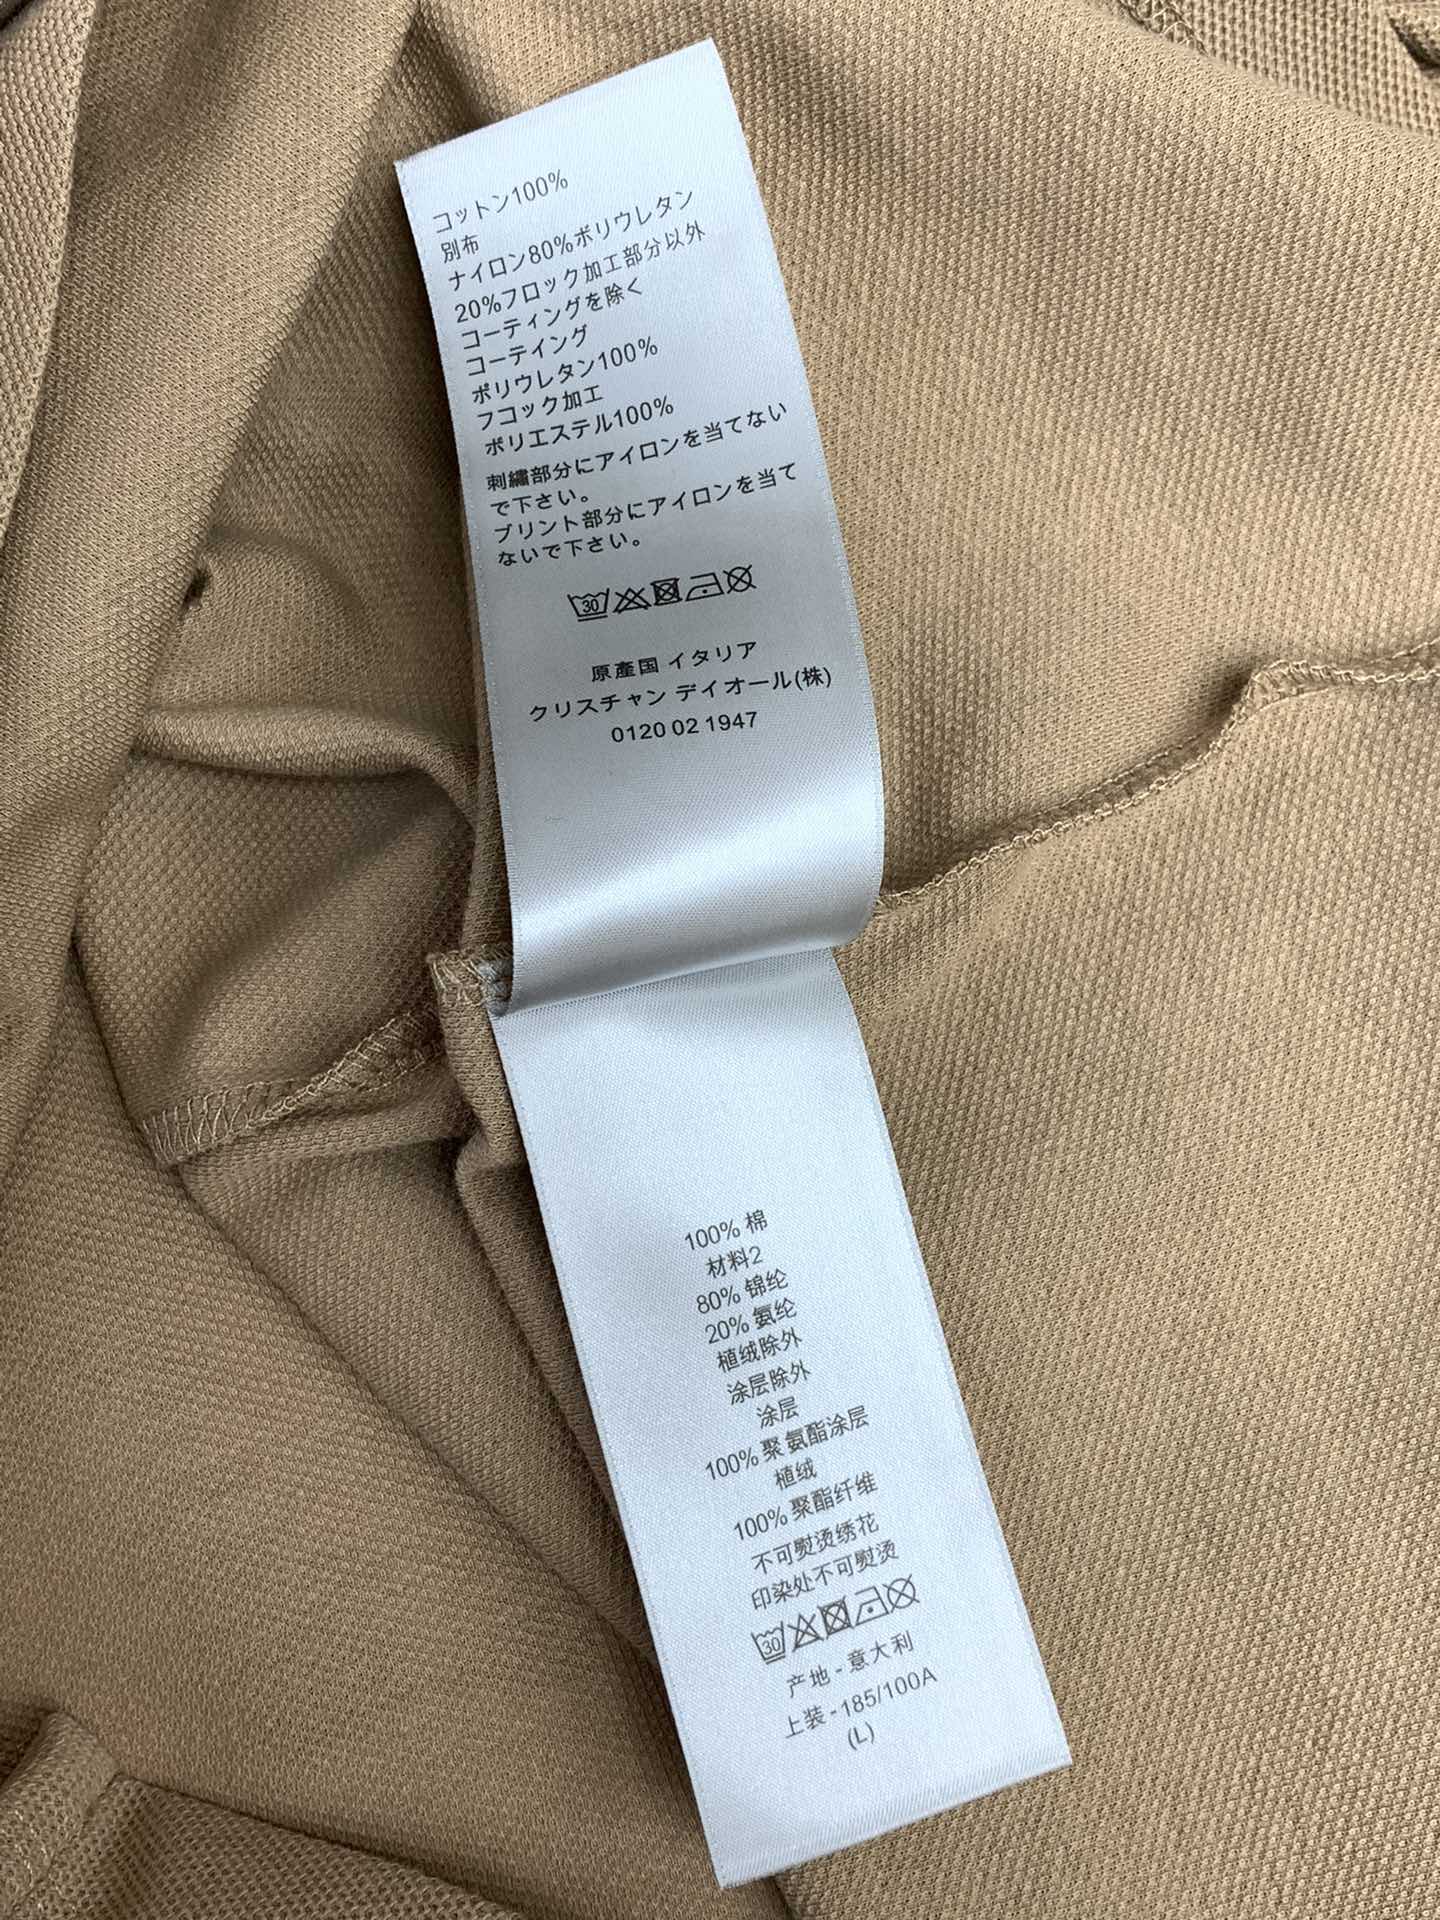 コットン100%
別布
ナイロン80%ポリウレタン
20%フロック加工部分以外
コーティングを除く
コーテイング
ポリウレタン100%
フコック加工
ポリエステル100%
刺繍部分にアイロンを当てない
で下さい。
プリント部分にアイロンを当て
ないで下さい。
30
原産国 イタリア
クリスチャン デイオール(株)
0120 02 1947
100% 棉
材料2
80% 锦纶
20% 氨纶
植绒除外
涂层除外
涂层
100% 聚氨酯涂层
植绒
100% 聚酯纤维
不可熨烫绣花
印染处不可熨烫
30
产地 - 意大利
上装 - 185/100A
(L)